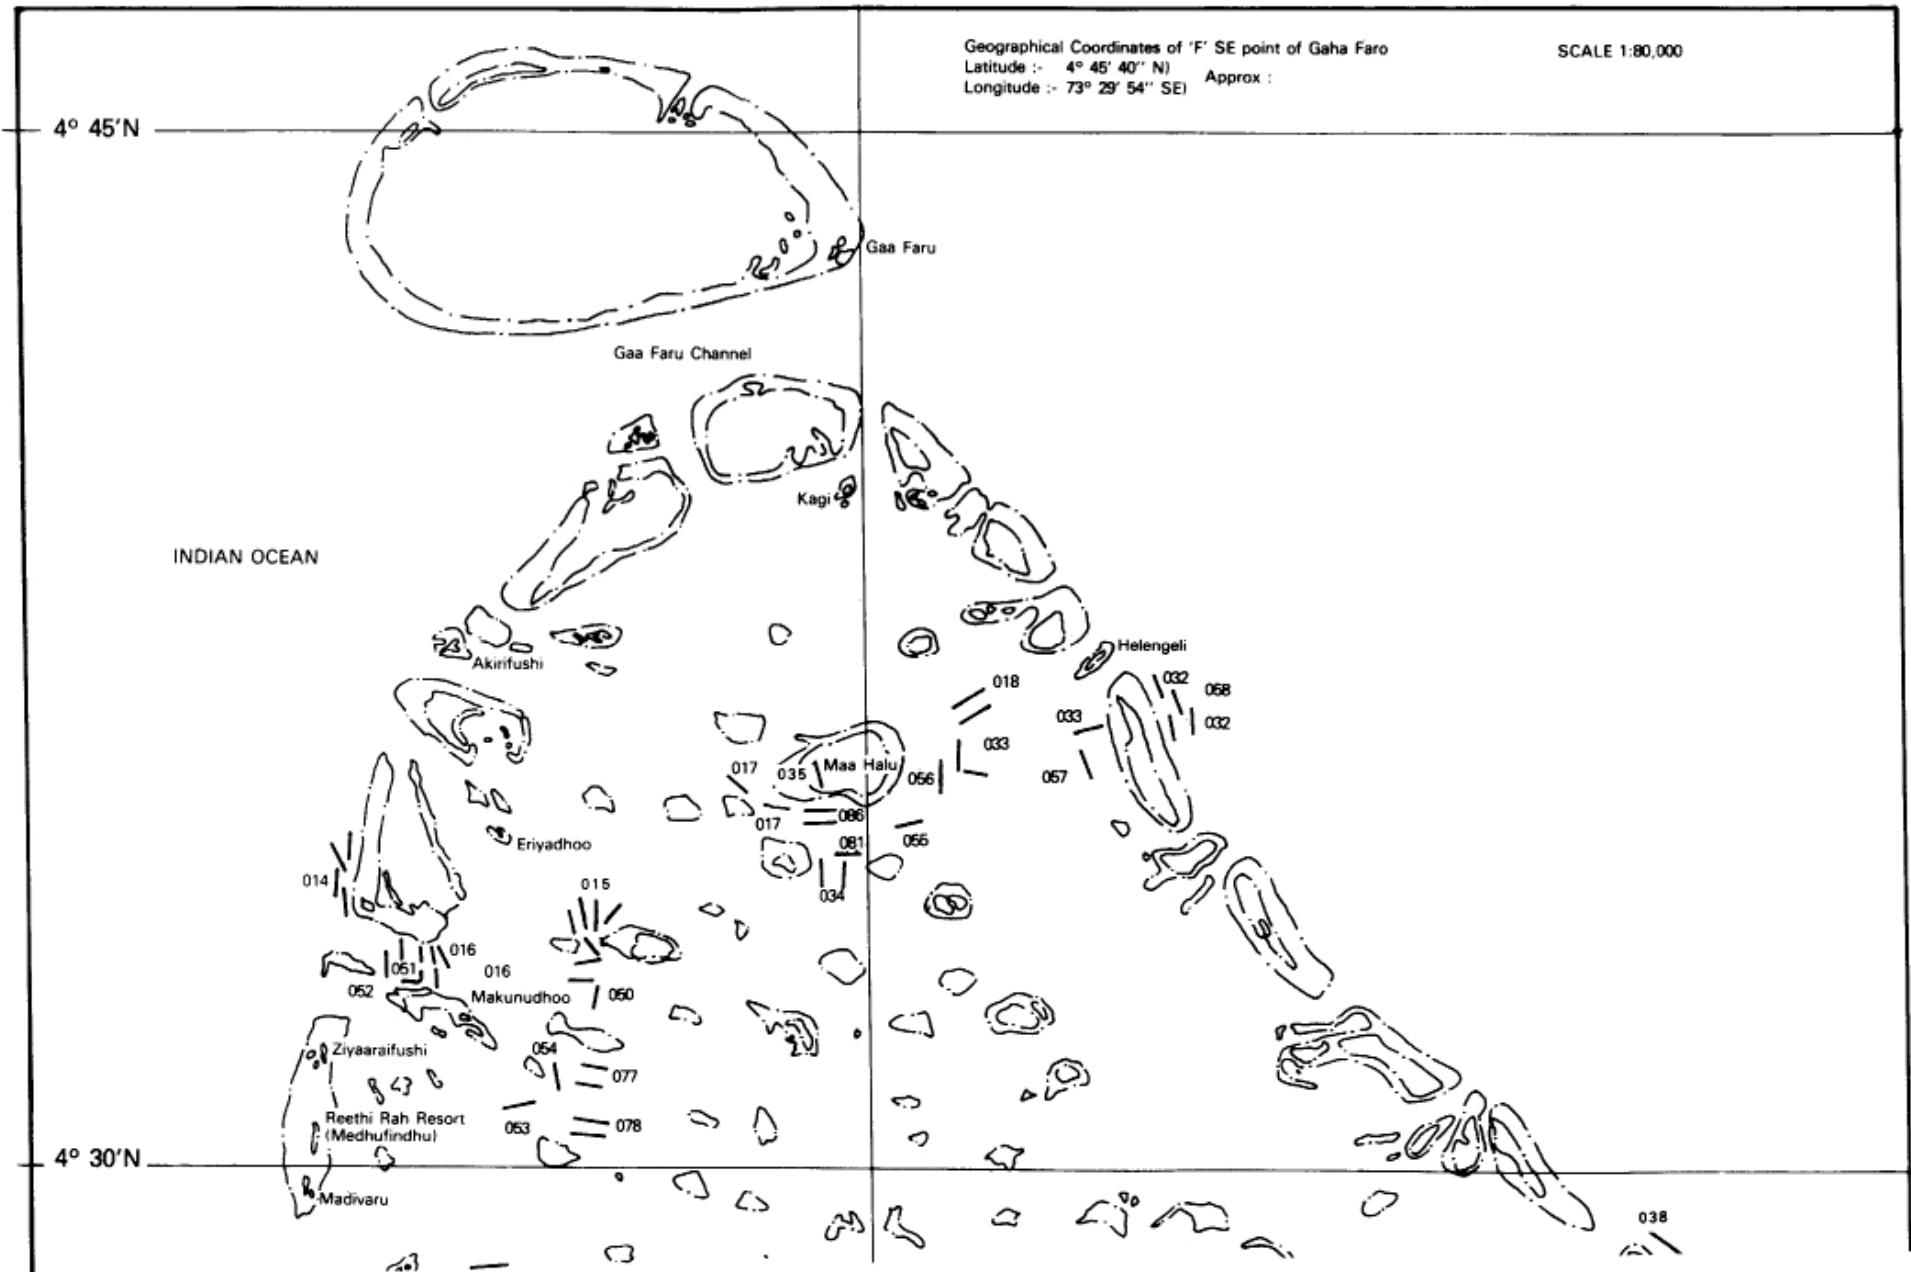 Geographical Coordinates of 'F' SE point of Gaha Faro
Latitude :- 4° 45' 40'' N)
Longitude :- 73° 29' 54'' SE)
Approx :
SCALE 1:80,000
4° 45'N
Gaa Faru
Gaa Faru Channel
Kagi
INDIAN OCEAN
Helengeli
Akirifushi
018
032
058
033
032
033
017
035
Maa Halu
056
057
017
086
055
081
Eriyadhoo
014
015
034
016
051
016
052
Makunudhoo
050
Ziyaaraifushi
054
077
Reethi Rah Resort
(Medhufindhu)
053
078
4° 30'N
Madivaru
038